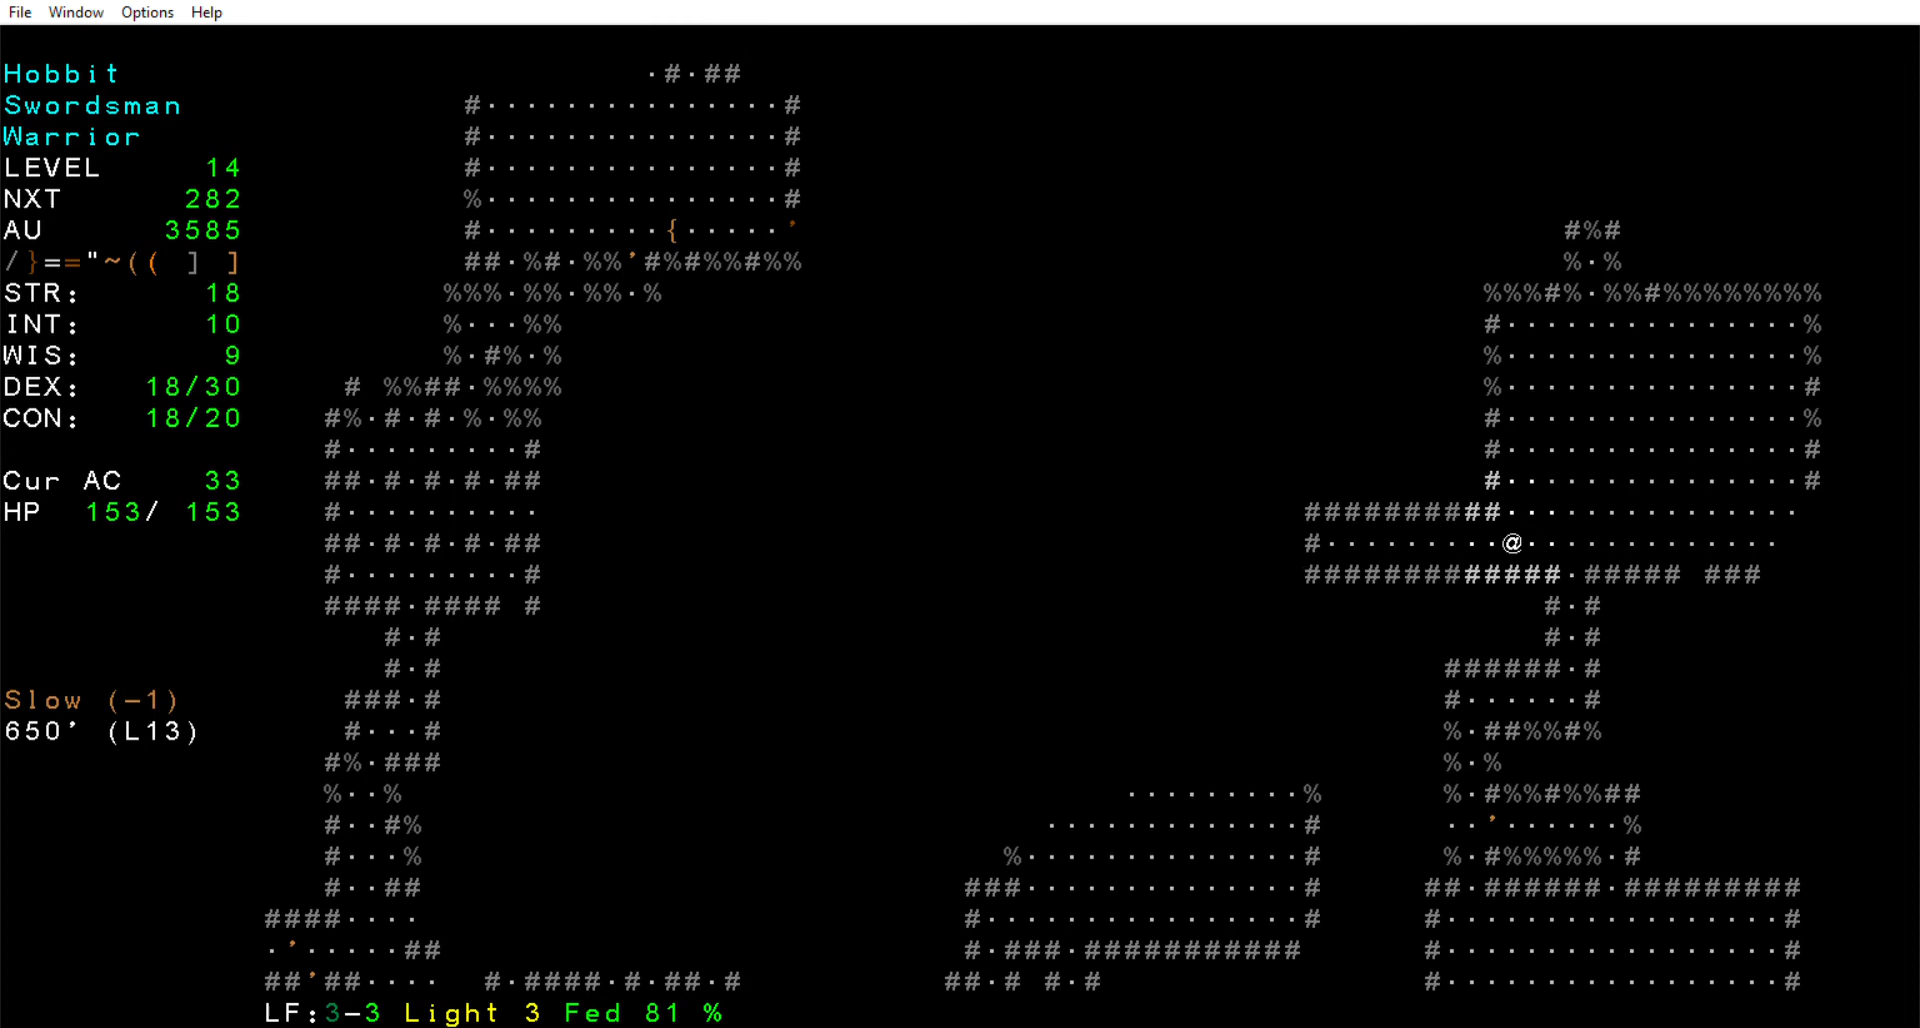 File Window Options Help
Hobbit
Swordsman
Warrior
LEVEL 14
NXT 282
AU 3585
/}=="~(( ] ]
STR: 18
INT: 10
WIS: 9
DEX: 18/30
CON: 18/20
Cur AC 33
HP 153/ 153
@
Slow (-1)
650' (L13)
LF:3-3 Light 3 Fed 81 %